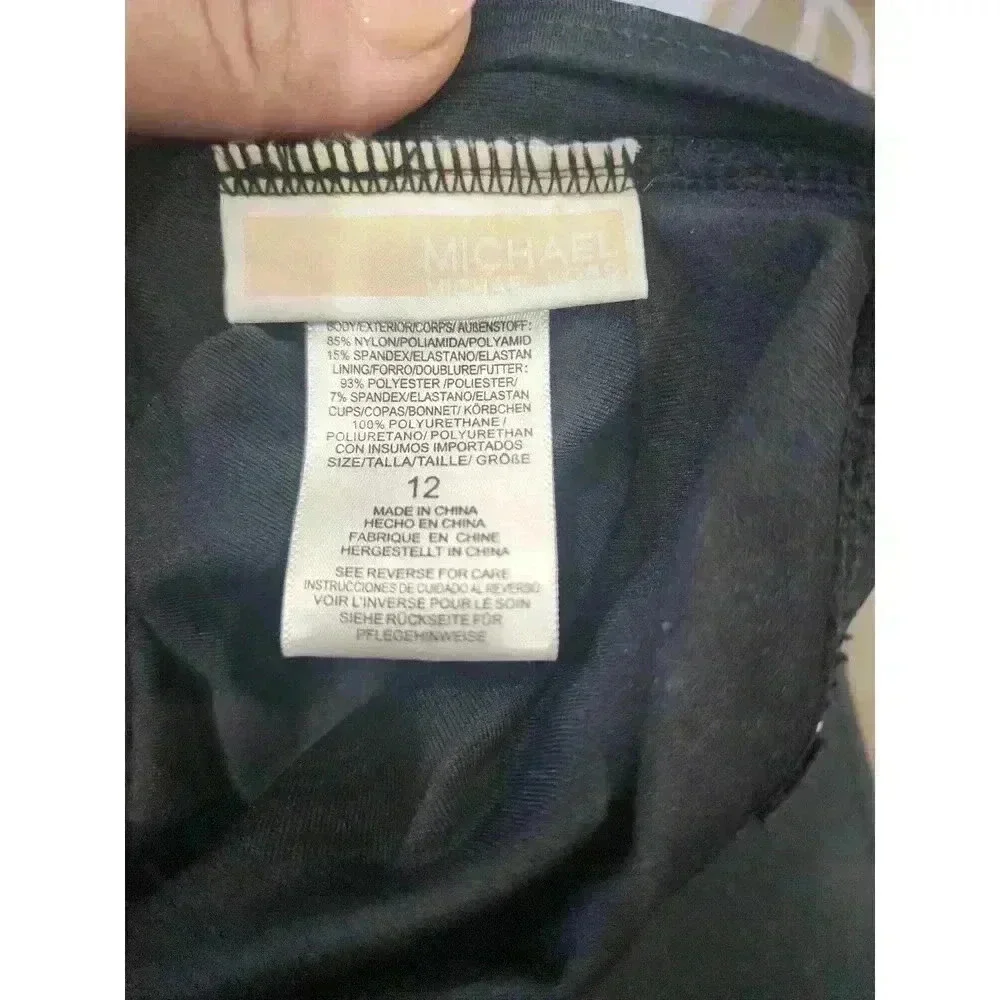 MICHAEL
MICHAEL
BODY/EXTERIOR/CORPS/ AUßENSTOFF:
85% NYLON/POLIAMIDA/POLYAMID
15% SPANDEX/ELASTANO/ELASTAN
LINING/FORRO/DOUBLURE/FUTTER:
93% POLYESTER /POLIESTER/
7% SPANDEX/ELASTANO/ELASTAN
CUPS/COPAS/BONNET/ KÖRBCHEN
100% POLYURETHANE /
POLIURETANO/ POLYURETHAN
CON INSUMOS IMPORTADOS
SIZE/TALLA/TAILLE/ GRÖßE
12
MADE IN CHINA
HECHO EN CHINA
FABRIQUE EN CHINE
HERGESTELLT IN CHINA
SEE REVERSE FOR CARE
INSTRUCCIONES DE CUIDADO AL REVERSO
VOIR L'INVERSE POUR LE SOIN
SIEHE RÜCKSEITE FÜR
PFLEGEHINWEISE